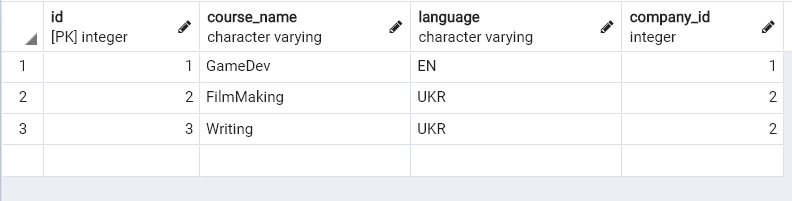 id course_name language company_id
[PK] integer character varying character varying integer
1 1 GameDev EN 1
2 2 FilmMaking UKR 2
3 3 Writing UKR 2